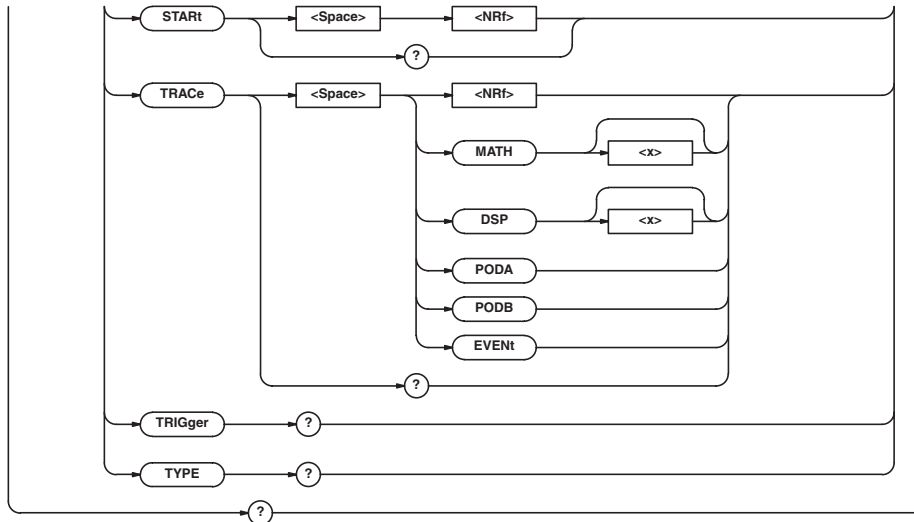 STARt <Space> <NRf>
?
TRACe <Space> <NRf>
MATH <x>
DSP <x>
PODA
PODB
EVENt
?
TRIGger ?
TYPE ?
?